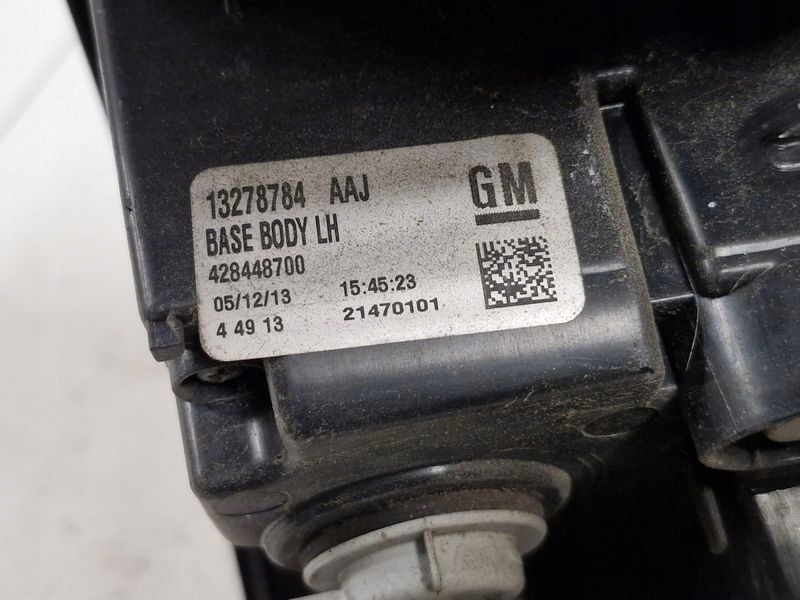 13278784 AAJ
GM
BASE BODY LH
428448700
05/12/13 15:45:23
4 49 13 21470101